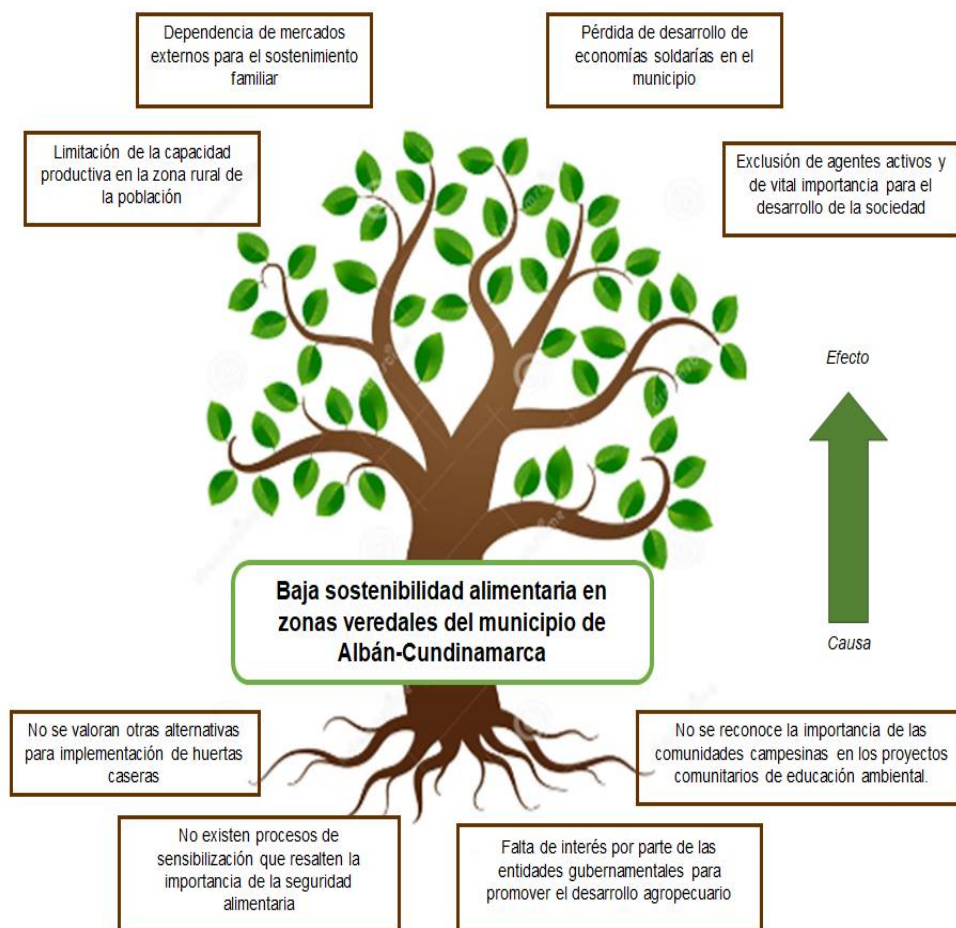 Dependencia de mercados
externos para el sostenimiento
familiar
Pérdida de desarrollo de
economías soldarías en el
municipio
Limitación de la capacidad
productiva en la zona rural de
la población
Exclusión de agentes activos y
de vital importancia para el
desarrollo de la sociedad
Efecto
Baja sostenibilidad alimentaria en
zonas veredales del municipio de
Albán-Cundinamarca
Causa
No se valoran otras alternativas
para implementación de huertas
caseras
No se reconoce la importancia de las
comunidades campesinas en los proyectos
comunitarios de educación ambiental.
No existen procesos de
sensibilización que resalten la
importancia de la seguridad
alimentaria
Falta de interés por parte de las
entidades gubernamentales para
promover el desarrollo agropecuario